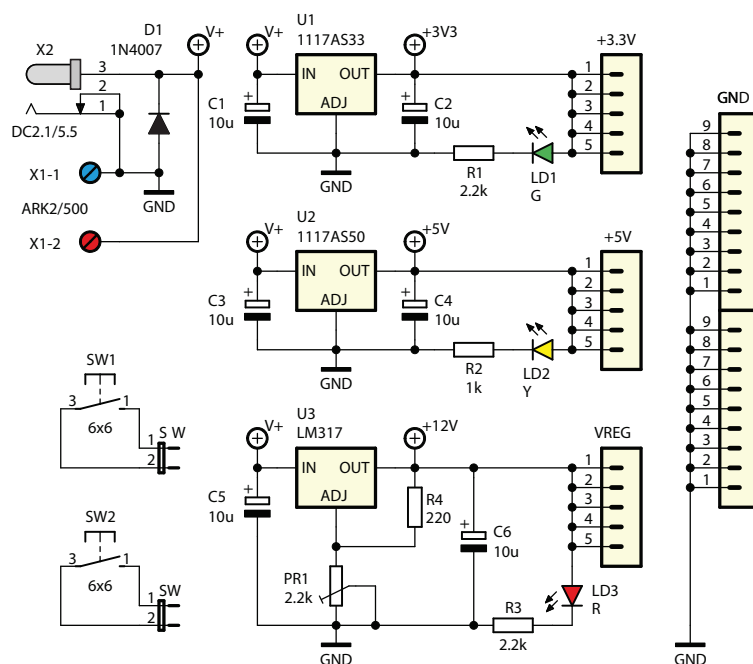 X2
3
2
1
DC2.1/5.5
D1
1N4007
V+
X1-1
GND
ARK2/500
X1-2
V+
U1
1117AS33
IN OUT
ADJ
+
C1
10u
+3V3
+
C2
10u
GND
R1
2.2k
LD1
G
+3.3V
1
2
3
4
5
V+
U2
1117AS50
IN OUT
ADJ
+
C3
10u
+5V
+
C4
10u
GND
R2
1k
LD2
Y
+5V
1
2
3
4
5
V+
U3
LM317
IN OUT
ADJ
+
C5
10u
+12V
R4
220
+
C6
10u
PR1
2.2k
GND
R3
2.2k
LD3
R
VREG
1
2
3
4
5
SW1
3 1
6x6
S W
1
2
SW2
3 1
6x6
SW
1
2
GND
9
8
7
6
5
4
3
2
1
9
8
7
6
5
4
3
2
1
GND